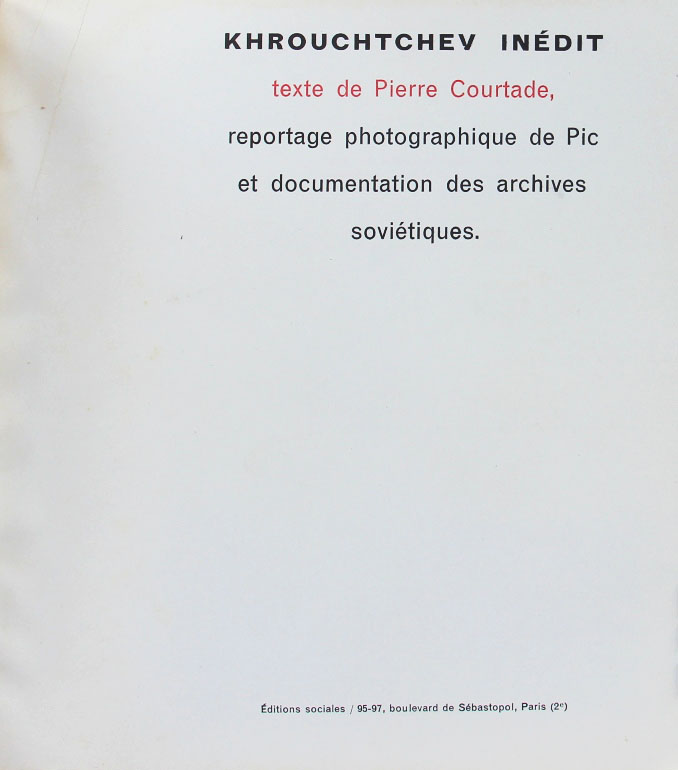 KHROUCHTCHEV INÉDIT
texte de Pierre Courtade,
reportage photographique de Pic
et documentation des archives
soviétiques.
Éditions sociales / 95-97, boulevard de Sébastopol, Paris (2ᵉ)